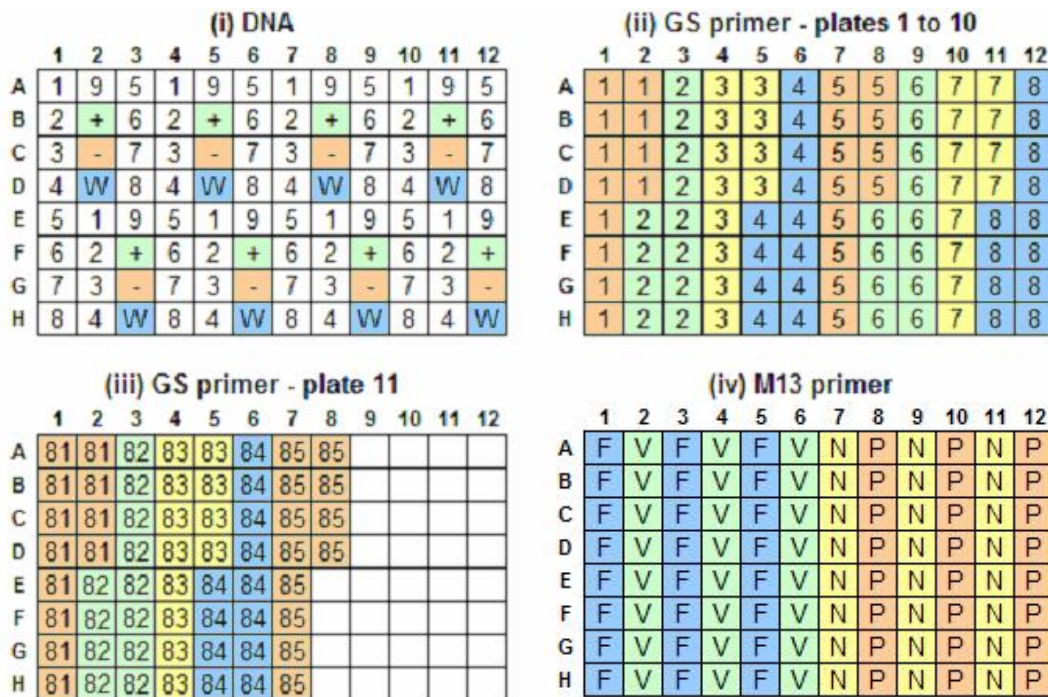 (i) DNA
1 2 3 4 5 6 7 8 9 10 11 12
A 1 9 5 1 9 5 1 9 5 1 9 5
B 2 + 6 2 + 6 2 + 6 2 + 6
C 3 - 7 3 - 7 3 - 7 3 - 7
D 4 W 8 4 W 8 4 W 8 4 W 8
E 5 1 9 5 1 9 5 1 9 5 1 9
F 6 2 + 6 2 + 6 2 + 6 2 +
G 7 3 - 7 3 - 7 3 - 7 3 -
H 8 4 W 8 4 W 8 4 W 8 4 W
(ii) GS primer - plates 1 to 10
1 2 3 4 5 6 7 8 9 10 11 12
A 1 1 2 3 3 4 5 5 6 7 7 8
B 1 1 2 3 3 4 5 5 6 7 7 8
C 1 1 2 3 3 4 5 5 6 7 7 8
D 1 1 2 3 3 4 5 5 6 7 7 8
E 1 2 2 3 4 4 5 6 6 7 8 8
F 1 2 2 3 4 4 5 6 6 7 8 8
G 1 2 2 3 4 4 5 6 6 7 8 8
H 1 2 2 3 4 4 5 6 6 7 8 8
(iii) GS primer - plate 11
1 2 3 4 5 6 7 8 9 10 11 12
A 81 81 82 83 83 84 85 85
B 81 81 82 83 83 84 85 85
C 81 81 82 83 83 84 85 85
D 81 81 82 83 83 84 85 85
E 81 82 82 83 84 84 85
F 81 82 82 83 84 84 85
G 81 82 82 83 84 84 85
H 81 82 82 83 84 84 85
(iv) M13 primer
1 2 3 4 5 6 7 8 9 10 11 12
A F V F V F V N P N P N P
B F V F V F V N P N P N P
C F V F V F V N P N P N P
D F V F V F V N P N P N P
E F V F V F V N P N P N P
F F V F V F V N P N P N P
G F V F V F V N P N P N P
H F V F V F V N P N P N P